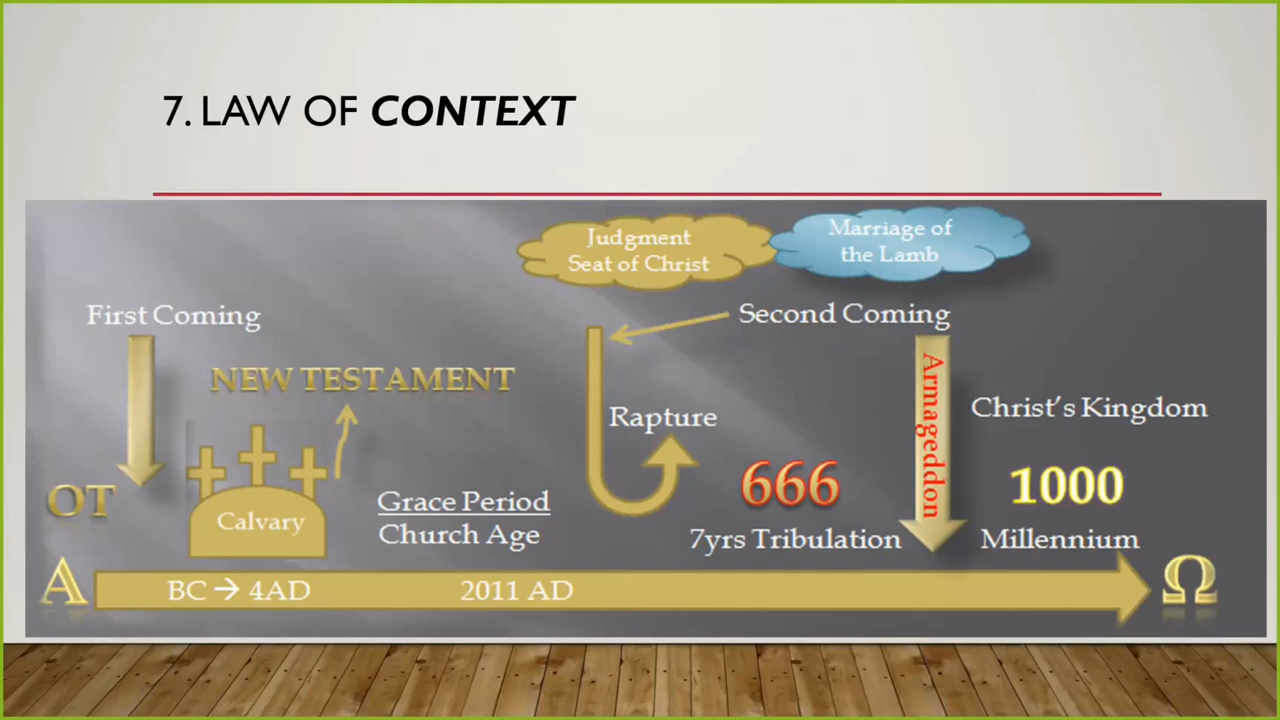 7. LAW OF CONTEXT
Judgment
Seat of Christ
Marriage of
the Lamb
First Coming
Second Coming
NEW TESTAMENT
Rapture
Armageddon
Christ's Kingdom
OT
Calvary
Grace Period
Church Age
666
7yrs Tribulation
1000
Millennium
A
BC → 4AD
2011 AD
Ω